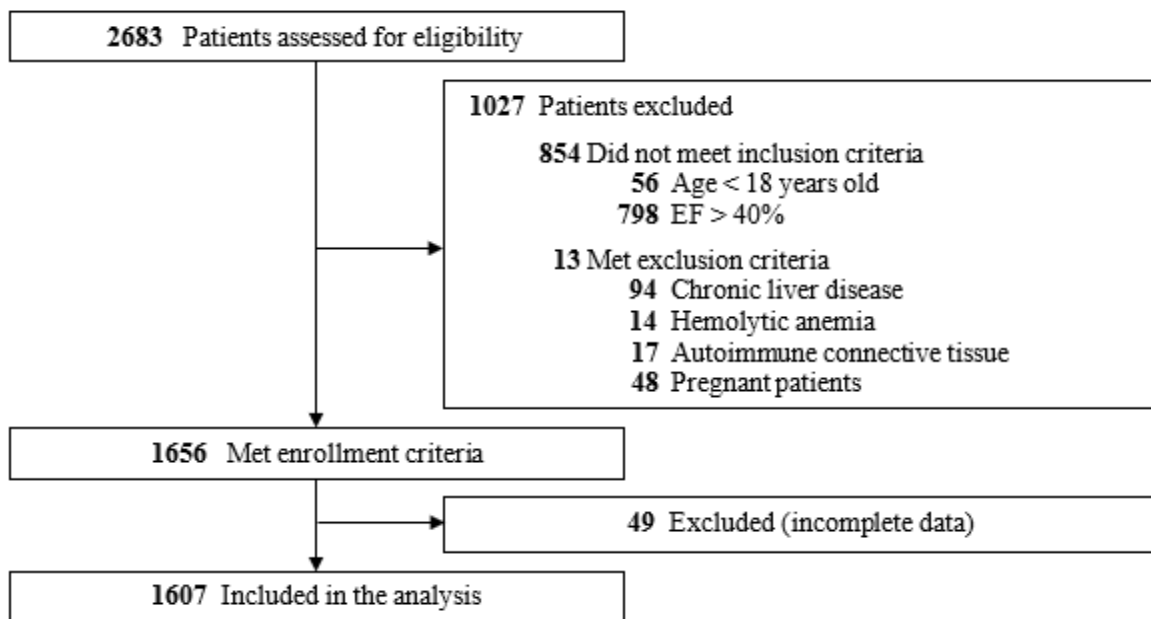 2683 Patients assessed for eligibility
1027 Patients excluded
854 Did not meet inclusion criteria
56 Age < 18 years old
798 EF > 40%
13 Met exclusion criteria
94 Chronic liver disease
14 Hemolytic anemia
17 Autoimmune connective tissue
48 Pregnant patients
1656 Met enrollment criteria
49 Excluded (incomplete data)
1607 Included in the analysis